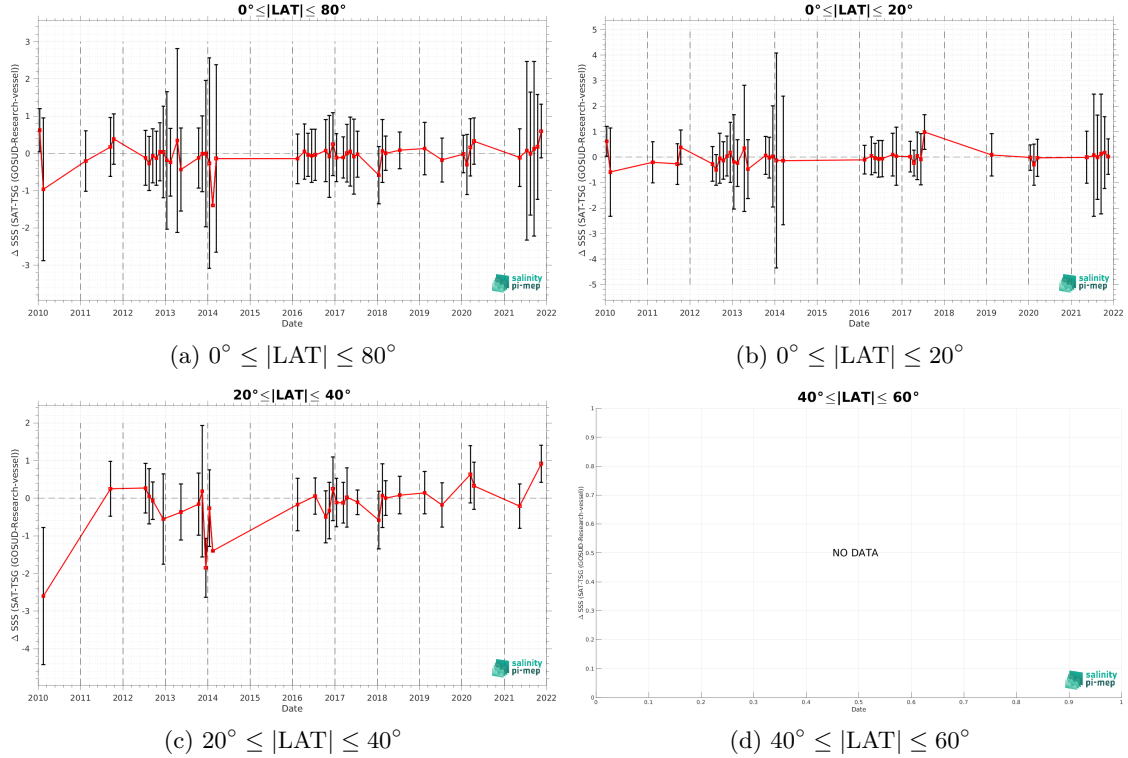 0°≤|LAT|≤ 80°
Δ SSS (SAT-TSG (GOSUD-Research-vessel))
3
2
1
0
-1
-2
-3
2010 2011 2012 2013 2014 2015 2016 2017 2018 2019 2020 2021 2022
Date
salinity
pi-mep
(a) 0° ≤ |LAT| ≤ 80°
0°≤|LAT|≤ 20°
Δ SSS (SAT-TSG (GOSUD-Research-vessel))
5
4
3
2
1
0
-1
-2
-3
-4
-5
2010 2011 2012 2013 2014 2015 2016 2017 2018 2019 2020 2021 2022
Date
salinity
pi-mep
(b) 0° ≤ |LAT| ≤ 20°
20°≤|LAT|≤ 40°
Δ SSS (SAT-TSG (GOSUD-Research-vessel))
2
1
0
-1
-2
-3
-4
2010 2011 2012 2013 2014 2015 2016 2017 2018 2019 2020 2021 2022
Date
salinity
pi-mep
(c) 20° ≤ |LAT| ≤ 40°
40°≤|LAT|≤ 60°
Δ SSS (SAT-TSG (GOSUD-Research-vessel))
1
0.9
0.8
0.7
0.6
0.5
0.4
0.3
0.2
0.1
0
NO DATA
0 0.1 0.2 0.3 0.4 0.5 0.6 0.7 0.8 0.9 1
Date
salinity
pi-mep
(d) 40° ≤ |LAT| ≤ 60°